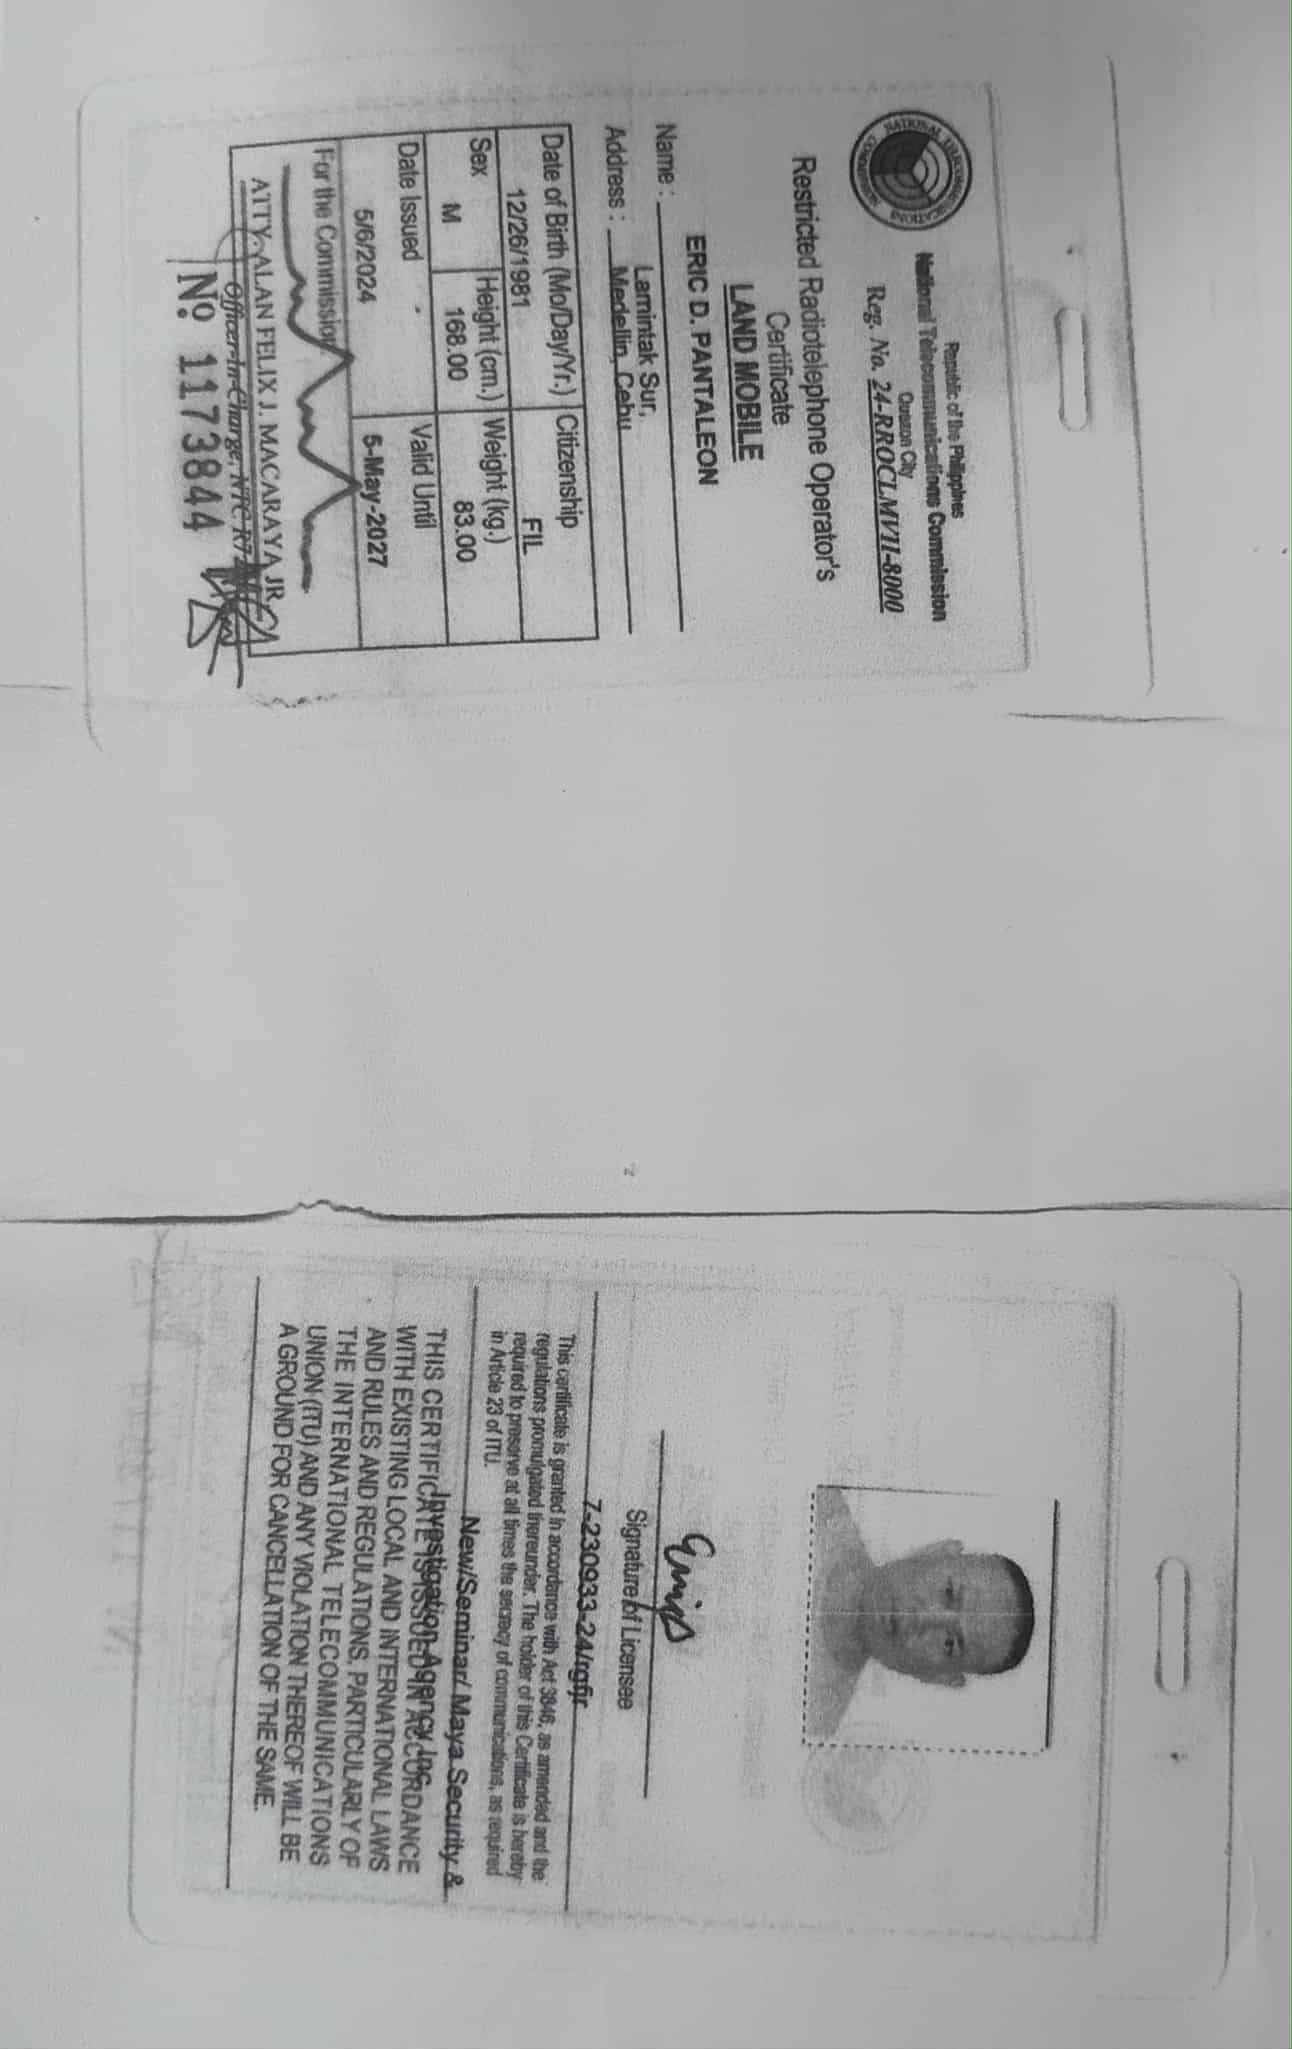 NATIONAL TELECOMMUNICATIONS COMMISSION
Republic of the Philippines
National Telecommunications Commission
Quezon City
Reg. No. 24-RROCLMVII-8000
Restricted Radiotelephone Operator's
Certificate
LAND MOBILE
ERIC D. PANTALEON
Name :
Lamintak Sur,
Address : Medellin, Cebu
Date of Birth (Mo/Day/Yr.) Citizenship
12/26/1981 FIL
Sex Height (cm.) Weight (kg.)
M 168.00 83.00
Date Issued Valid Until
5/6/2024 5-May-2027
For the Commission
ATTY. ALAN FELIX J. MACARAYA JR.
Officer-In-Charge, NTC R7
No. 1173844
Signature of Licensee
7-230933-24/rgfjr
This certificate is granted in accordance with Act 3846, as amended and the
regulations promulgated thereunder. The holder of this Certificate is hereby
required to preserve at all times the secrecy of communications, as required
in Article 23 of ITU.
New/Seminar/ Maya Security &
Investigation Agency Inc.
THIS CERTIFICATE IS ISSUED IN ACCORDANCE
WITH EXISTING LOCAL AND INTERNATIONAL LAWS
AND RULES AND REGULATIONS, PARTICULARLY OF
THE INTERNATIONAL TELECOMMUNICATIONS
UNION (ITU) AND ANY VIOLATION THEREOF WILL BE
A GROUND FOR CANCELLATION OF THE SAME.